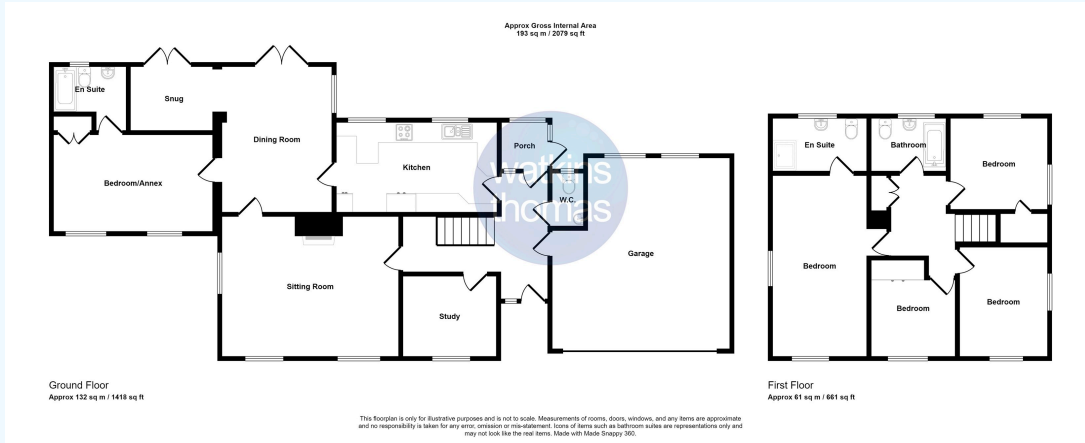 Approx Gross Internal Area
193 sq m / 2079 sq ft
En Suite
Snug
Dining Room
Bedroom/Annex
Kitchen
Porch
W.C.
watkins
thomas
Garage
Sitting Room
Study
En Suite
Bathroom
Bedroom
Bedroom
Bedroom
Bedroom
Ground Floor
Approx 132 sq m / 1418 sq ft
First Floor
Approx 61 sq m / 661 sq ft
This floorplan is only for illustrative purposes and is not to scale. Measurements of rooms, doors, windows, and any items are approximate
and no responsibility is taken for any error, omission or mis-statement. Icons of items such as bathroom suites are representations only and
may not look like the real items. Made with Made Snappy 360.